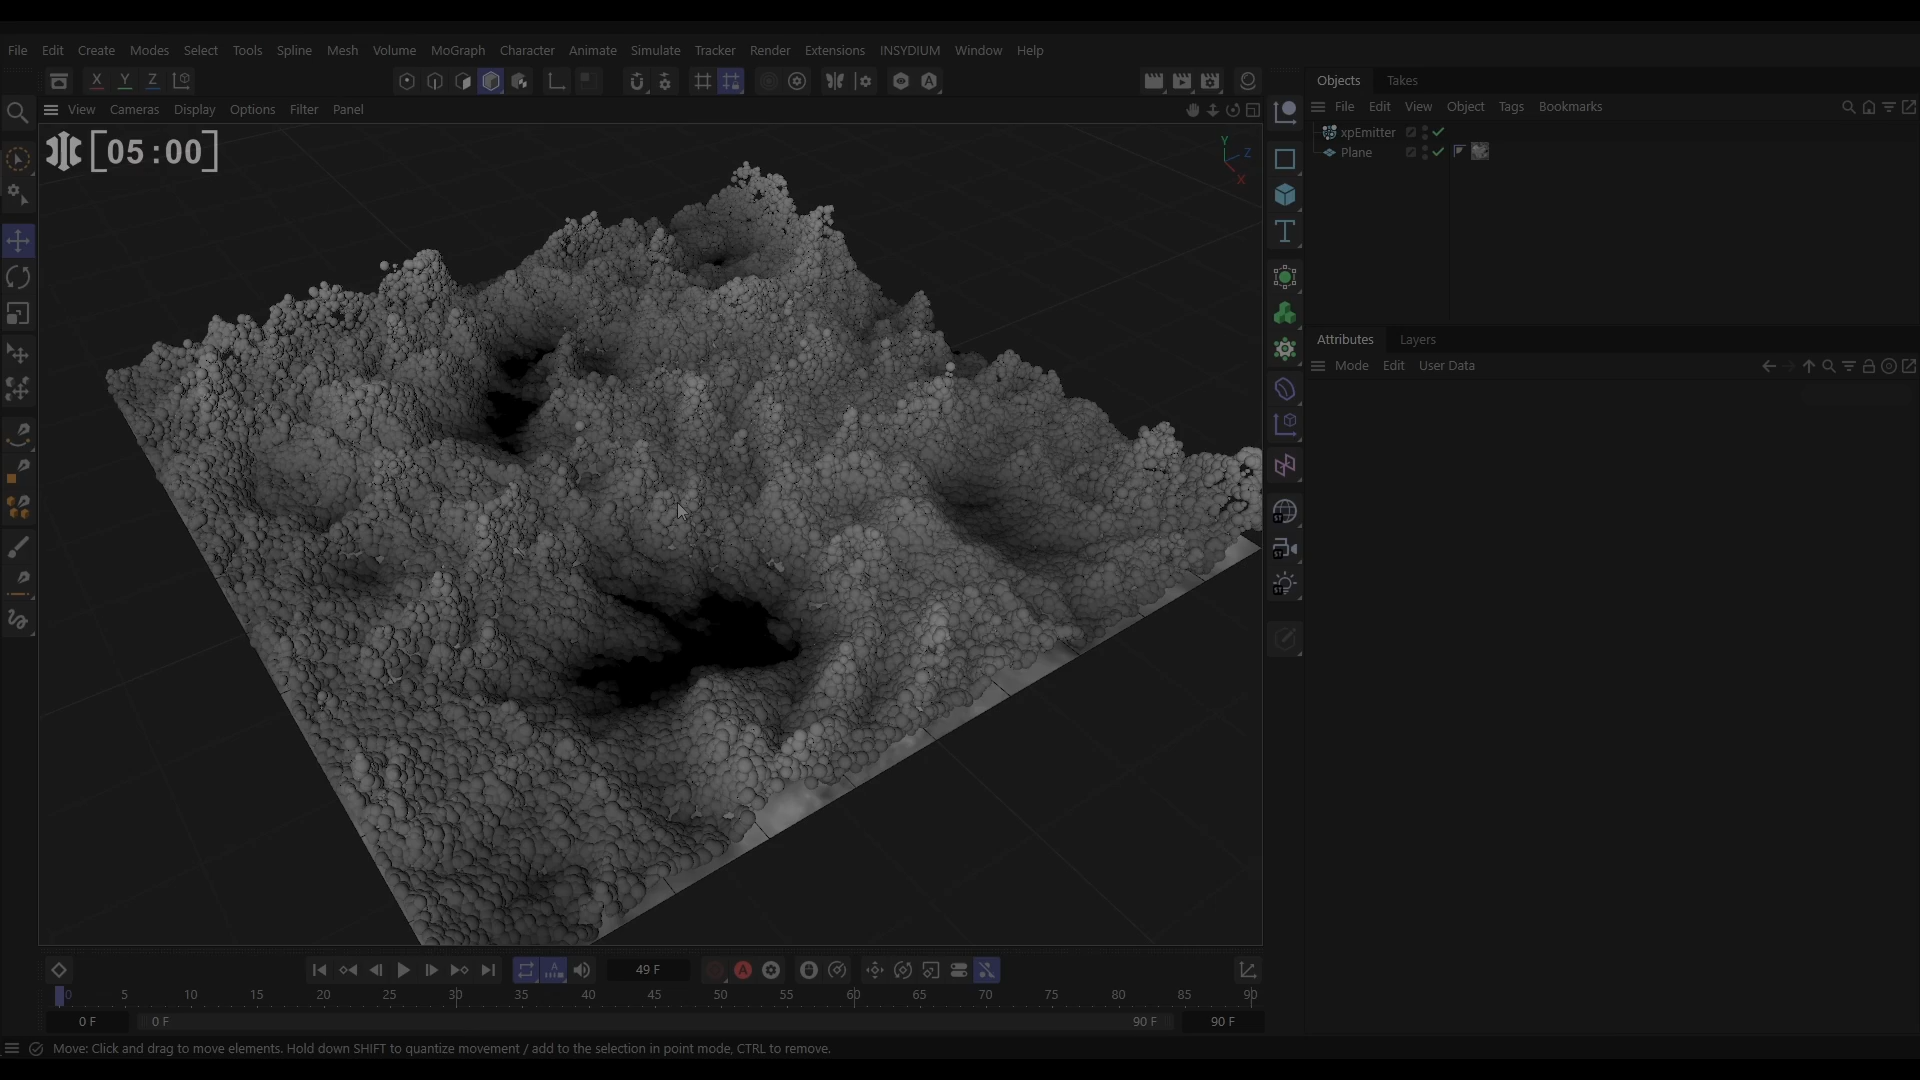 File Edit Create Modes Select Tools Spline Mesh Volume MoGraph Character Animate Simulate Tracker Render Extensions INSYDIUM Window Help
X Y Z
Objects Takes
View Cameras Display Options Filter Panel
File Edit View Object Tags Bookmarks
[05:00]
Y
Z
X
xpEmitter
Plane
Attributes Layers
Mode Edit User Data
ST
ST
ST
49 F
0 5 10 15 20 25 30 35 40 45 50 55 60 65 70 75 80 85 90
0 F 0 F 90 F 90 F
Move: Click and drag to move elements. Hold down SHIFT to quantize movement / add to the selection in point mode, CTRL to remove.